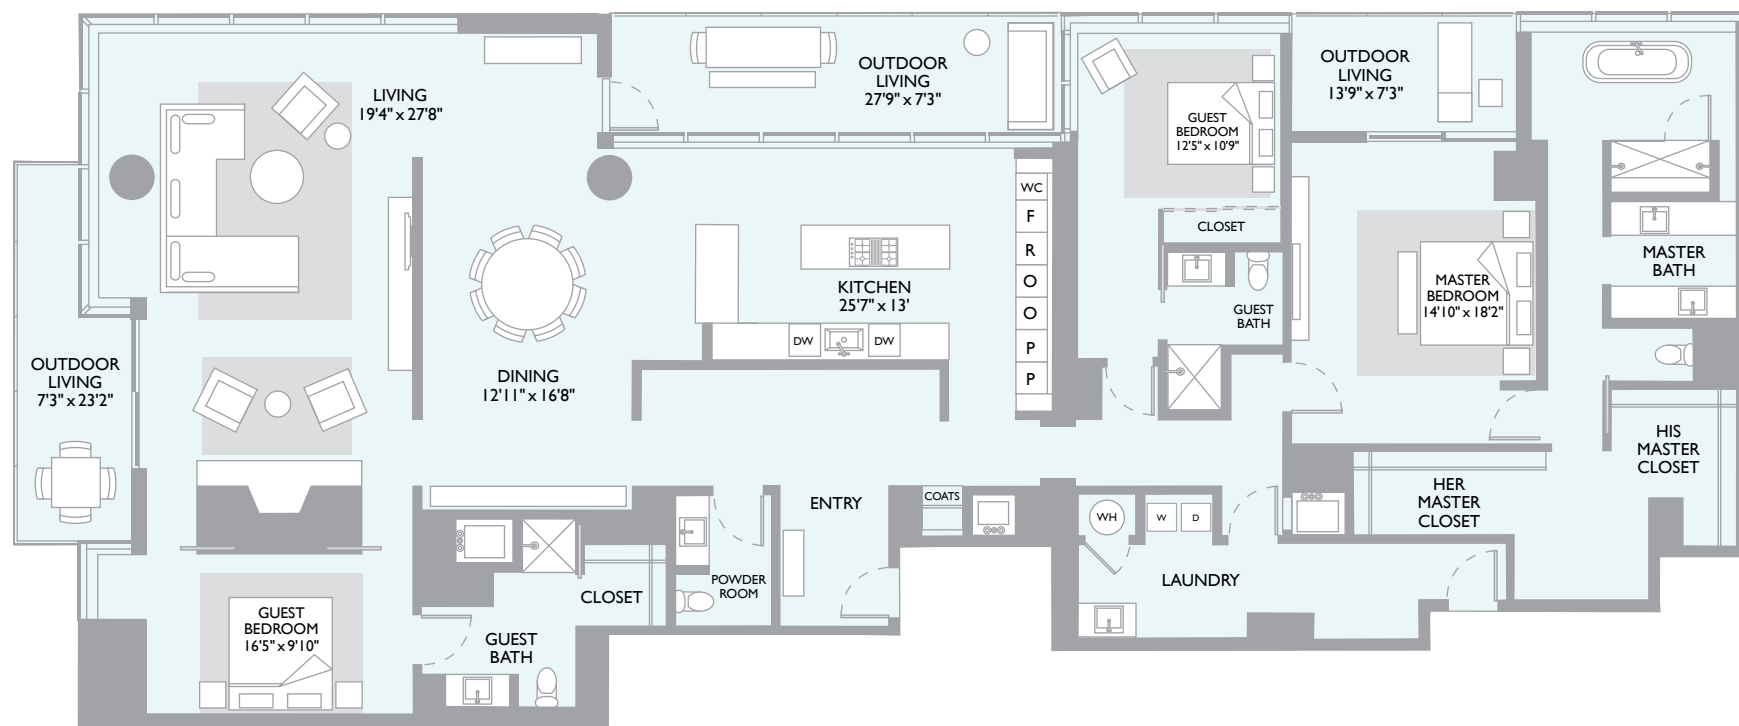 LIVING
19'4" x 27'8"
OUTDOOR
LIVING
27'9" x 7'3"
GUEST
BEDROOM
12'5" x 10'9"
OUTDOOR
LIVING
13'9" x 7'3"
WC
F
R
O
O
P
P
CLOSET
GUEST
BATH
MASTER
BEDROOM
14'10" x 18'2"
MASTER
BATH
KITCHEN
25'7" x 13'
DW
DW
OUTDOOR
LIVING
7'3" x 23'2"
DINING
12'11" x 16'8"
HIS
MASTER
CLOSET
HER
MASTER
CLOSET
ENTRY
COATS
WH
W
D
LAUNDRY
POWDER
ROOM
CLOSET
GUEST
BATH
GUEST
BEDROOM
16'5" x 9'10"